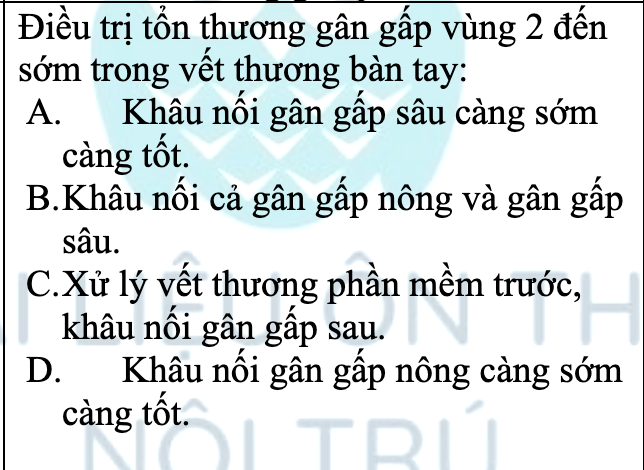 Điều trị tổn thương gân gấp vùng 2 đến
sớm trong vết thương bàn tay:
A. Khâu nối gân gấp sâu càng sớm
càng tốt.
B.Khâu nối cả gân gấp nông và gân gấp
sâu.
C.Xử lý vết thương phần mềm trước,
khâu nối gân gấp sau.
D. Khâu nối gân gấp nông càng sớm
càng tốt.
NỘI TRÚ